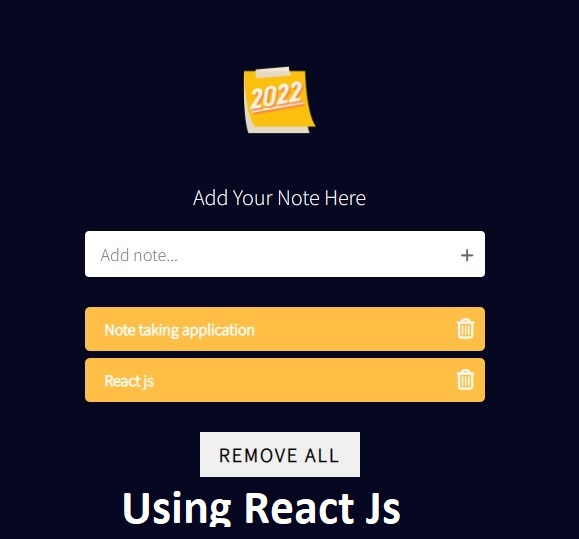 2022
Add Your Note Here
Add note...
Note taking application
React js
REMOVE ALL
Using React Js